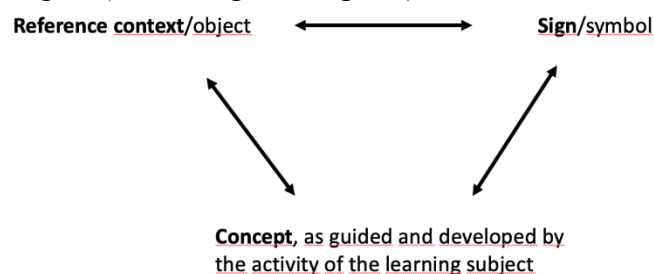 Reference context/object
Sign/symbol
Concept, as guided and developed by
the activity of the learning subject